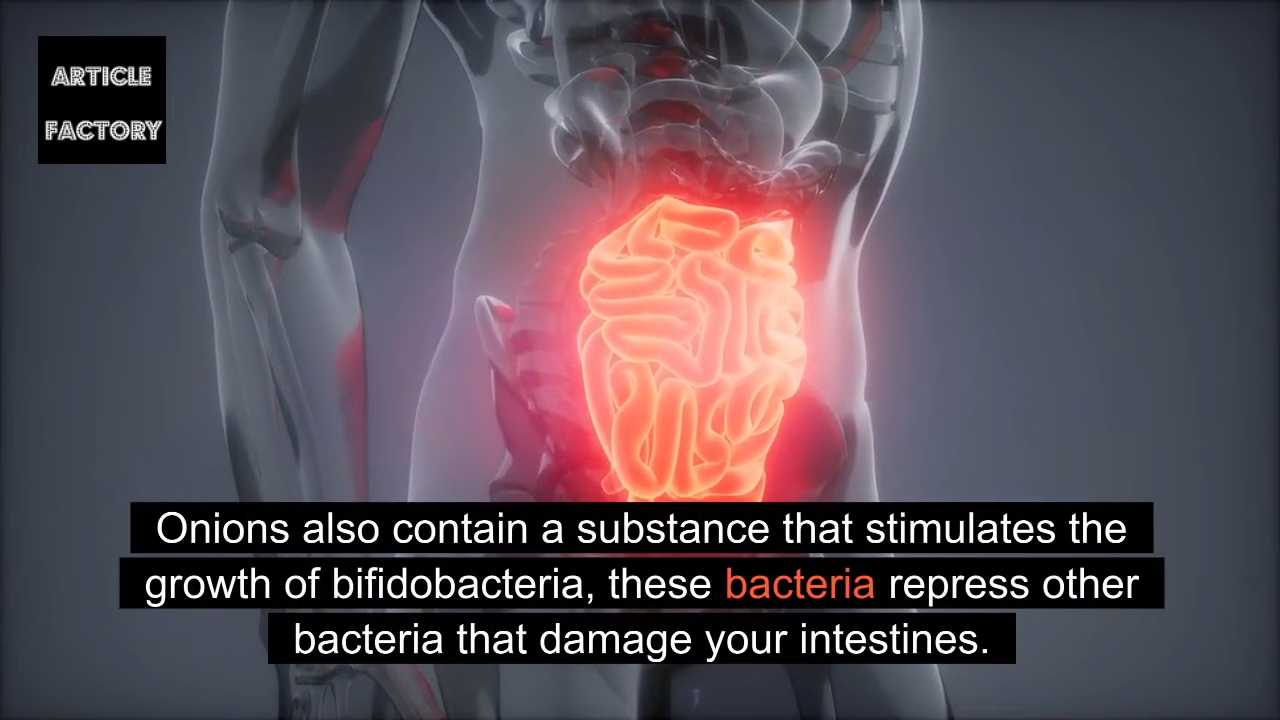 ARTICLE
FACTORY
Onions also contain a substance that stimulates the
growth of bifidobacteria, these bacteria repress other
bacteria that damage your intestines.